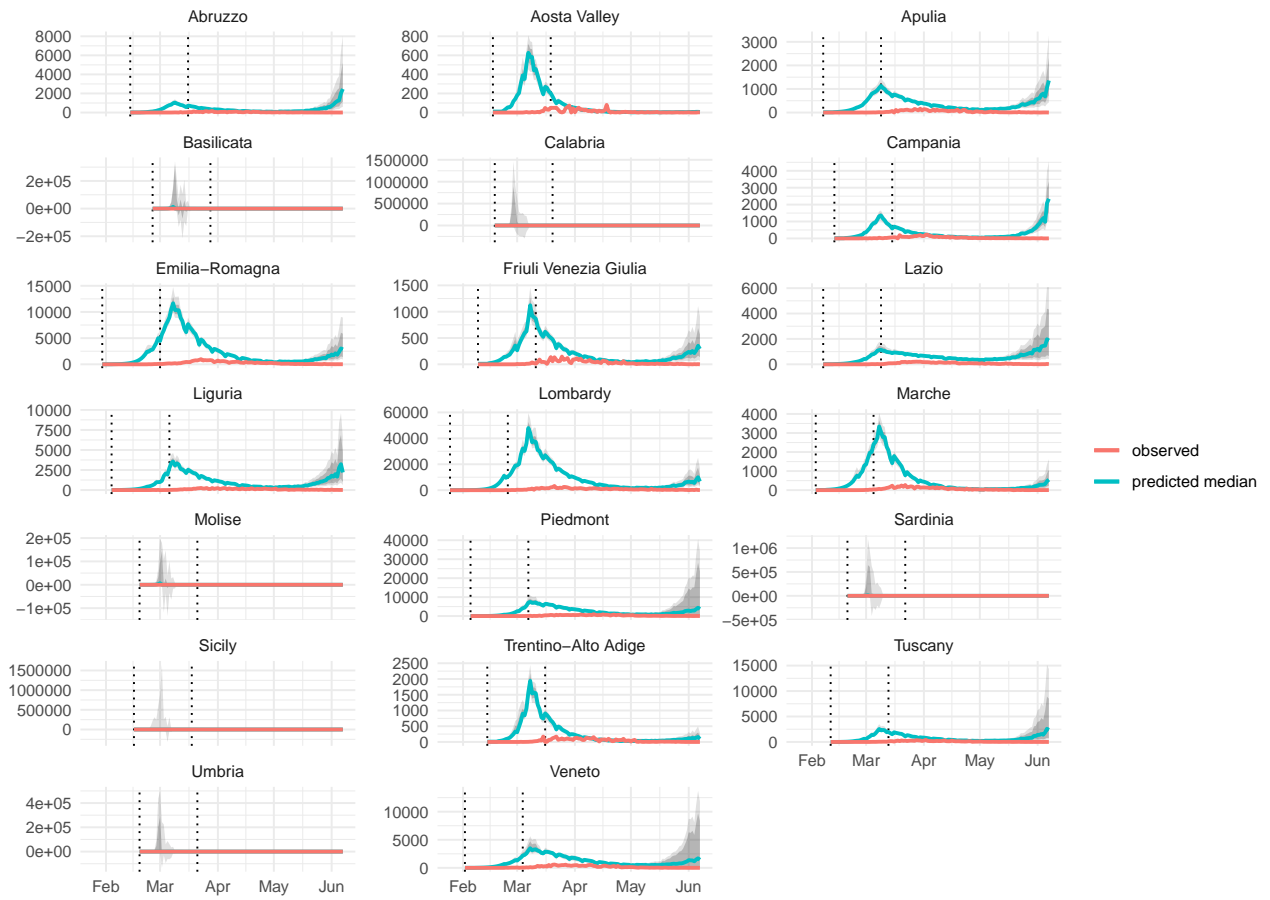 Abruzzo
8000
6000
4000
2000
0
Aosta Valley
800
600
400
200
0
Apulia
3000
2000
1000
0
Basilicata
2e+05
0e+00
−2e+05
Calabria
1500000
1000000
500000
0
Campania
4000
3000
2000
1000
0
Emilia−Romagna
15000
10000
5000
0
Friuli Venezia Giulia
1500
1000
500
0
Lazio
6000
4000
2000
0
Liguria
10000
7500
5000
2500
0
Lombardy
60000
40000
20000
0
Marche
4000
3000
2000
1000
0
observed
predicted median
Molise
2e+05
1e+05
0e+00
−1e+05
Piedmont
40000
30000
20000
10000
0
Sardinia
1e+06
5e+05
0e+00
−5e+05
Sicily
1500000
1000000
500000
0
Trentino−Alto Adige
2500
2000
1500
1000
500
0
Tuscany
15000
10000
5000
0
Feb Mar Apr May Jun
Umbria
4e+05
2e+05
0e+00
Feb Mar Apr May Jun
Veneto
10000
5000
0
Feb Mar Apr May Jun